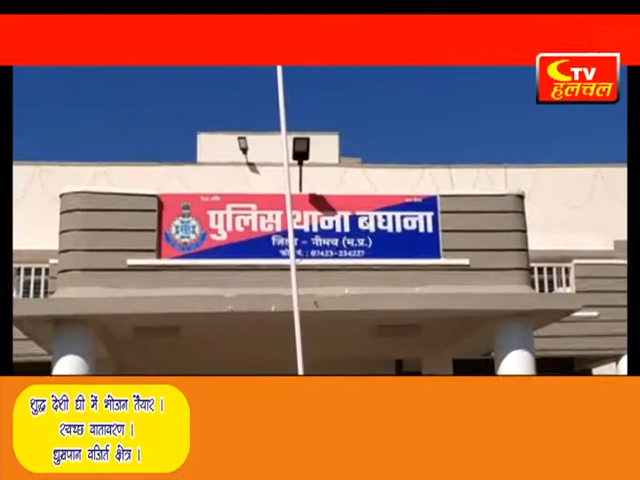 TV
हलचल
पुलिस थाना बघाना
जिला - नीमच (म.प्र.)
फोन नं. : 07423-234227
शुद्ध देशी घी में भोजन तैयार ।
स्वच्छ वातावरण ।
धुम्रपान वर्जित क्षेत्र ।